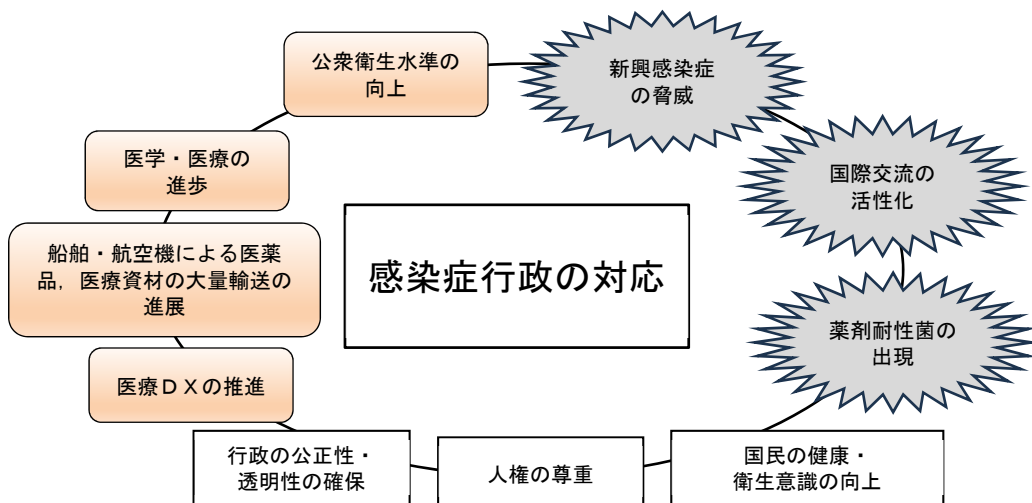 公衆衛生水準の
向上
新興感染症
の脅威
医学・医療の
進歩
国際交流の
活性化
船舶・航空機による医薬
品，医療資材の大量輸送の
進展
感染症行政の対応
薬剤耐性菌の
出現
医療ＤＸの推進
行政の公正性・
透明性の確保
人権の尊重
国民の健康・
衛生意識の向上